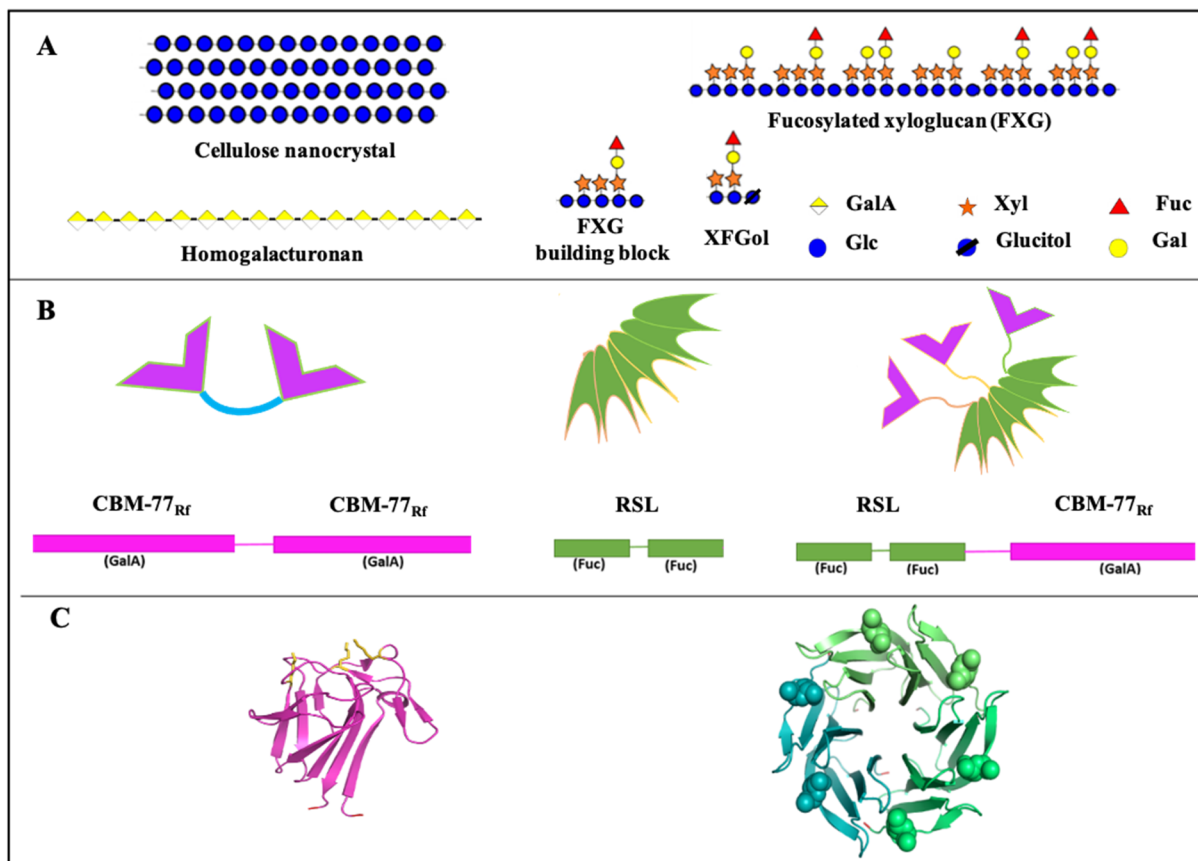 A
Cellulose nanocrystal
Homogalacturonan
Fucosylated xyloglucan (FXG)
FXG
building block
XFGol
GalA
Xyl
Fuc
Glc
Glucitol
Gal
B
CBM-77Rf
CBM-77Rf
(GalA)
(GalA)
RSL
(Fuc)
(Fuc)
RSL
CBM-77Rf
(Fuc)
(Fuc)
(GalA)
C